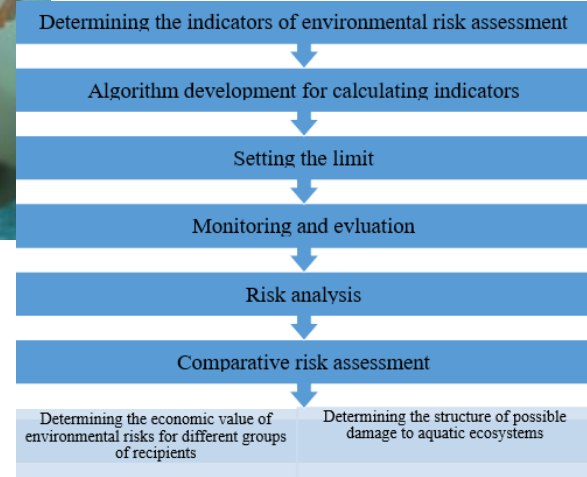 Determining the indicators of environmental risk assessment
Algorithm development for calculating indicators
Setting the limit
Monitoring and evluation
Risk analysis
Comparative risk assessment
Determining the economic value of
environmental risks for different groups
of recipients
Determining the structure of possible
damage to aquatic ecosystems